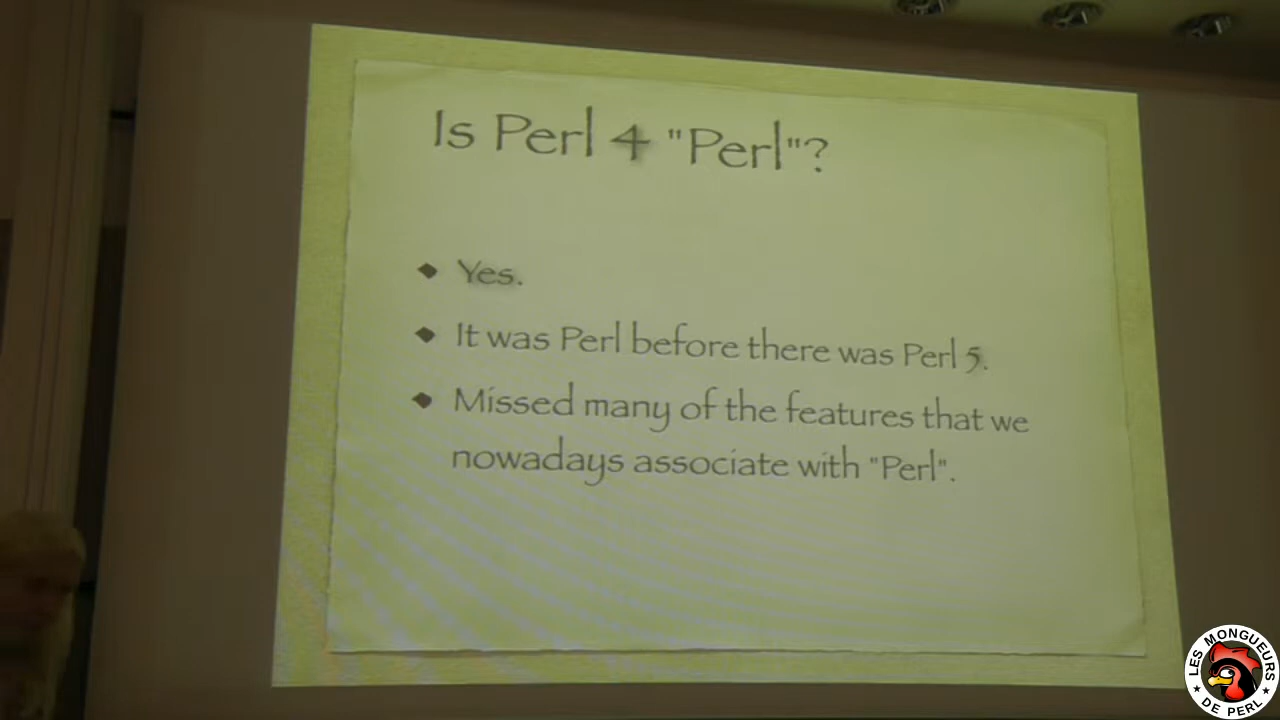 Is Perl 4 "Perl"?
Yes.
It was Perl before there was Perl 5.
Missed many of the features that we
nowadays associate with "Perl".
LES MONGUEURS
DE PERL